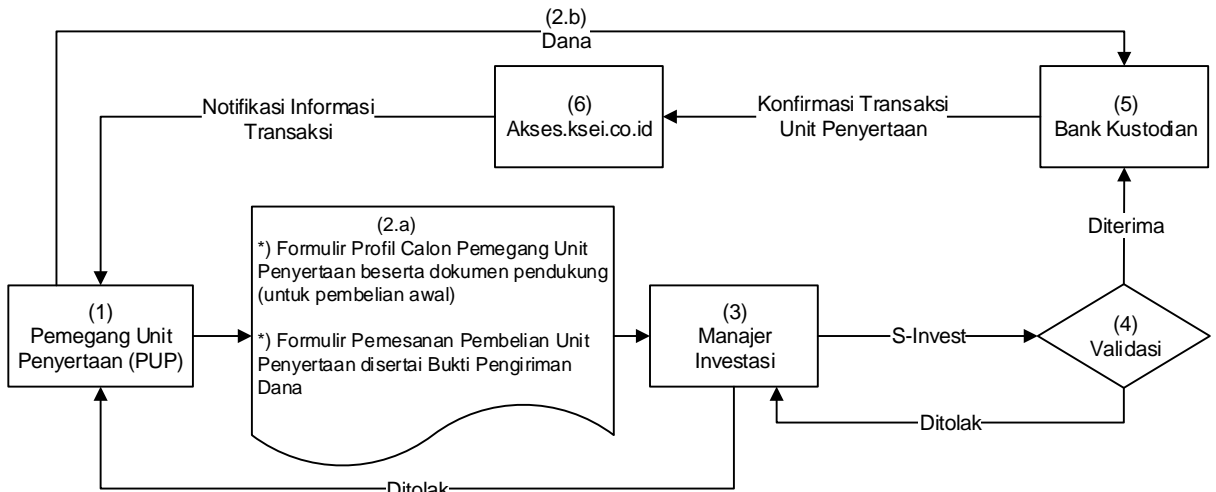 (2.b)
Dana
Notifikasi Informasi
Transaksi
(6)
Akses.ksei.co.id
Konfirmasi Transaksi
Unit Penyertaan
(5)
Bank Kustodian
(2.a)
*) Formulir Profil Calon Pemegang Unit
Penyertaan beserta dokumen pendukung
(untuk pembelian awal)
*) Formulir Pemesanan Pembelian Unit
Penyertaan disertai Bukti Pengiriman
Dana
Diterima
(1)
Pemegang Unit
Penyertaan (PUP)
(3)
Manajer
Investasi
S-Invest
(4)
Validasi
Ditolak
Ditolak